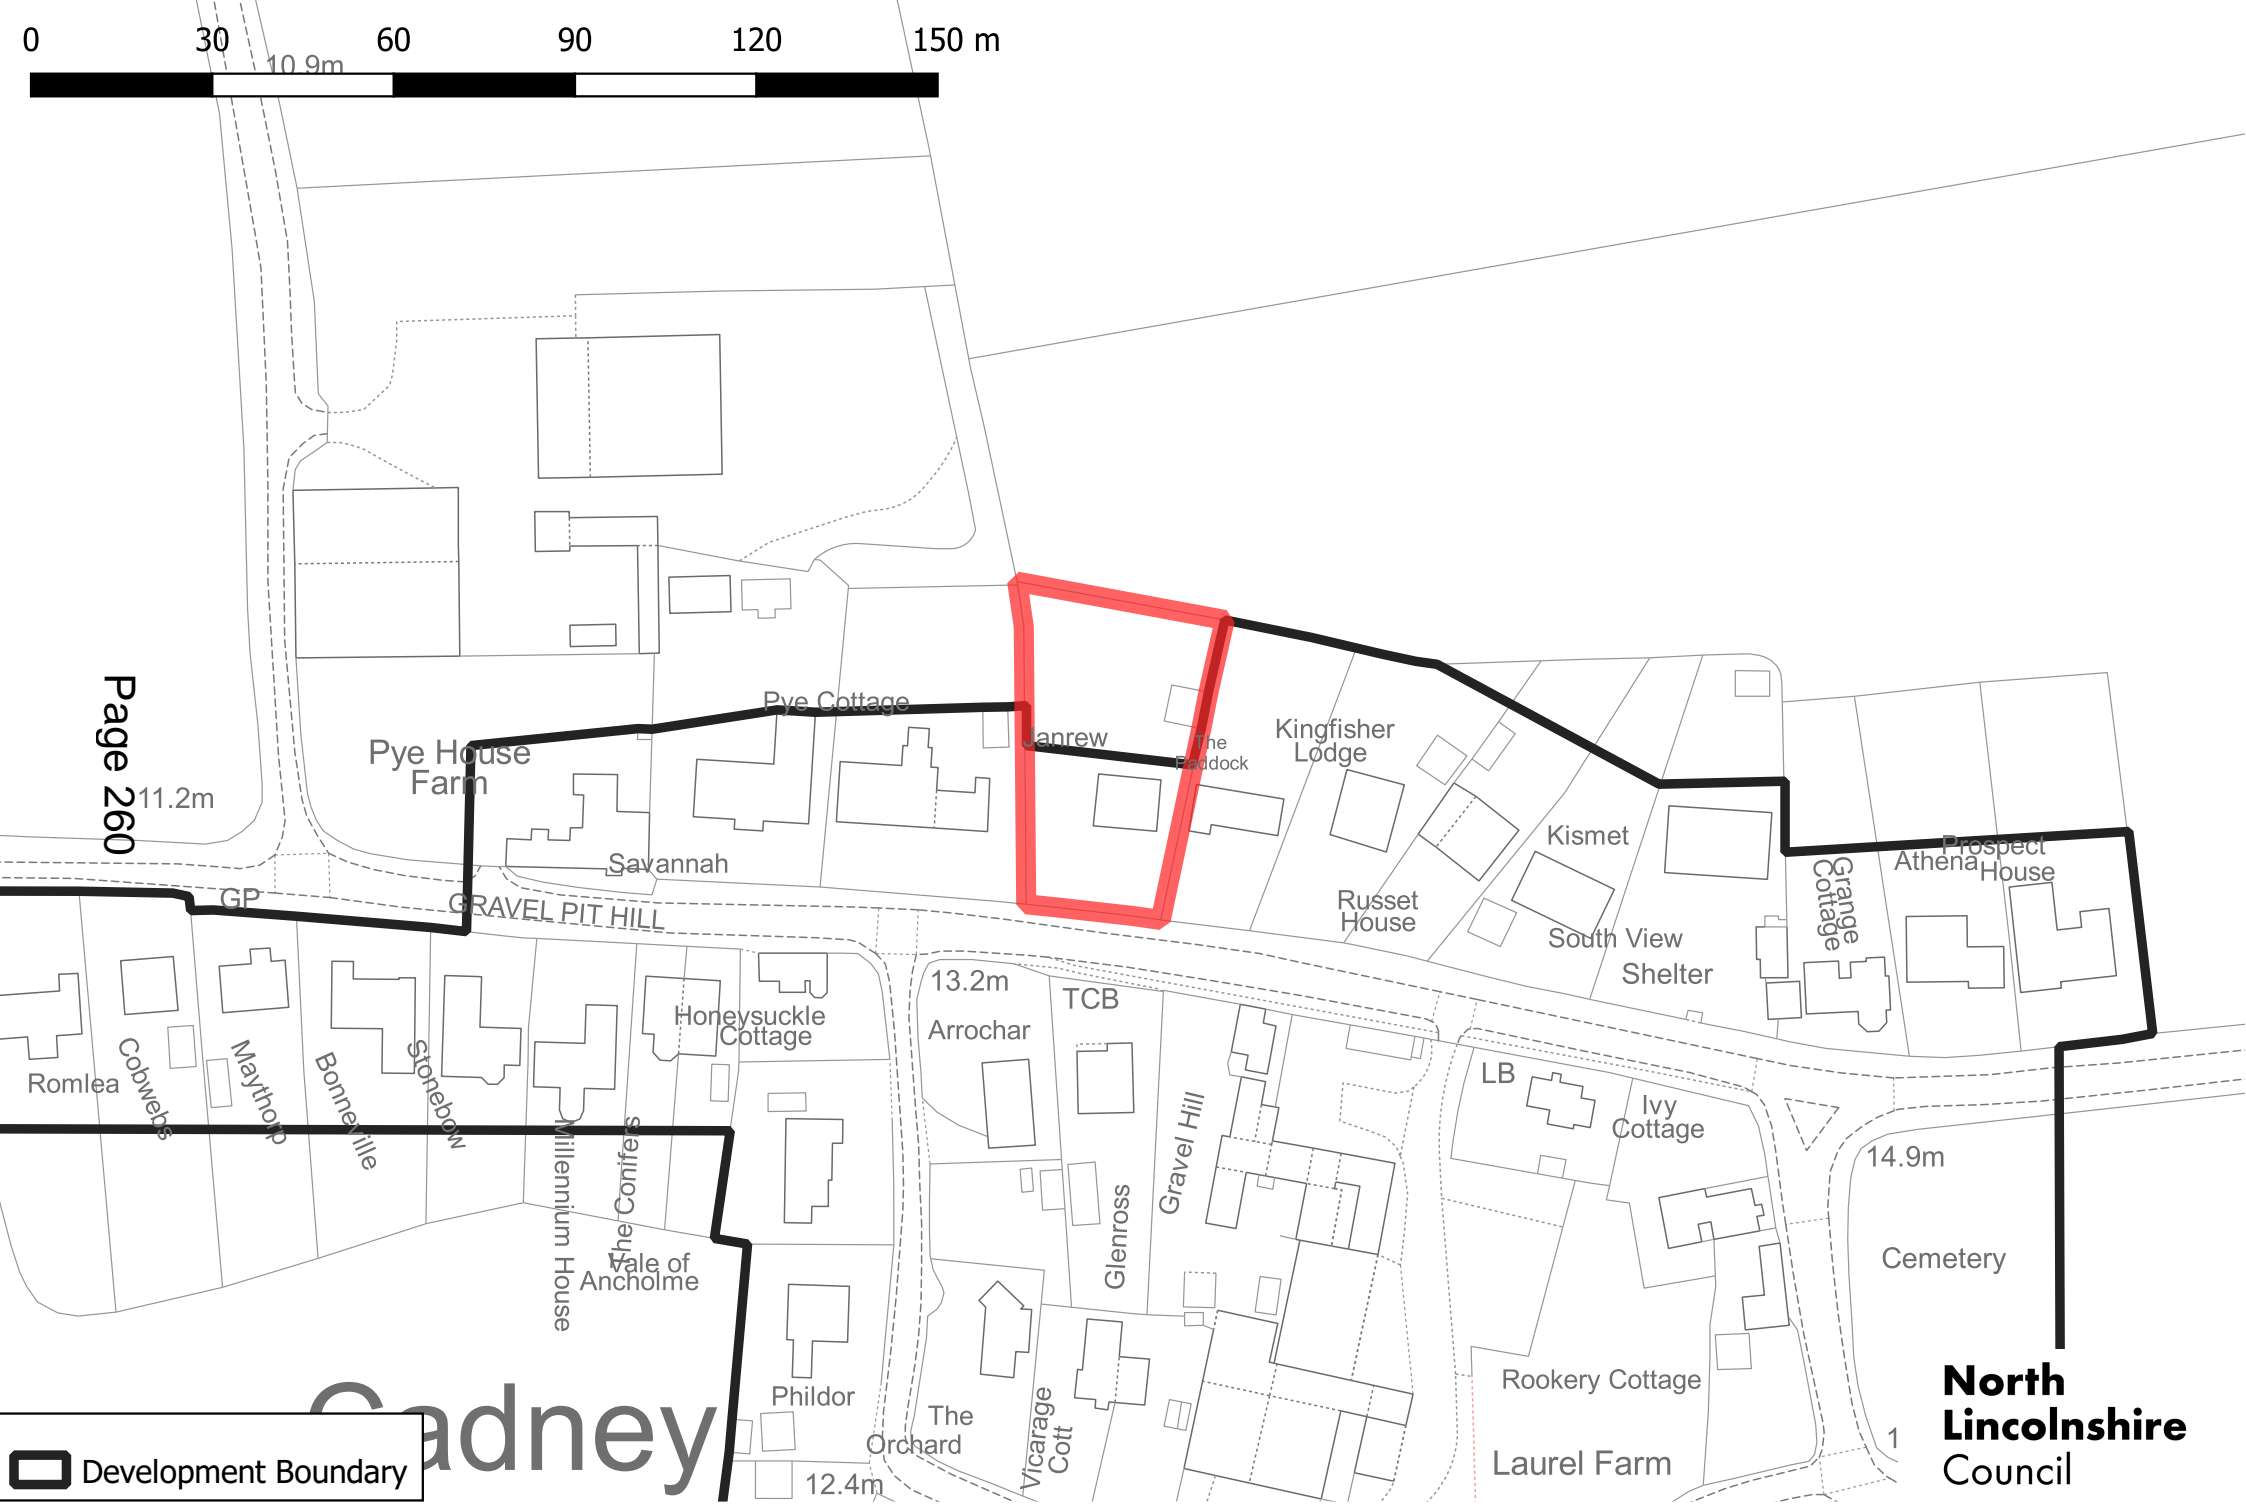 0 30 60 90 120 150 m
10.9m
Pye Cottage
Janrew
The
Paddock
Kingfisher
Lodge
Pye House
Farm
Page 260
11.2m
Savannah
Kismet
Athena
Prospect
House
Grange
Cottage
GP
GRAVEL PIT HILL
Russet
House
South View
Shelter
13.2m
TCB
Arrochar
Honeysuckle
Cottage
Romlea
Cobwebs
Maythorp
Bonneville
Stonebow
Millennium House
The Conifers
Vale of
Ancholme
Glenross
Gravel Hill
LB
Ivy
Cottage
14.9m
Cemetery
Phildor
The
Orchard
Vicarage
Cott
Rookery Cottage
Laurel Farm
12.4m
Cadney
1
Development Boundary
North
Lincolnshire
Council